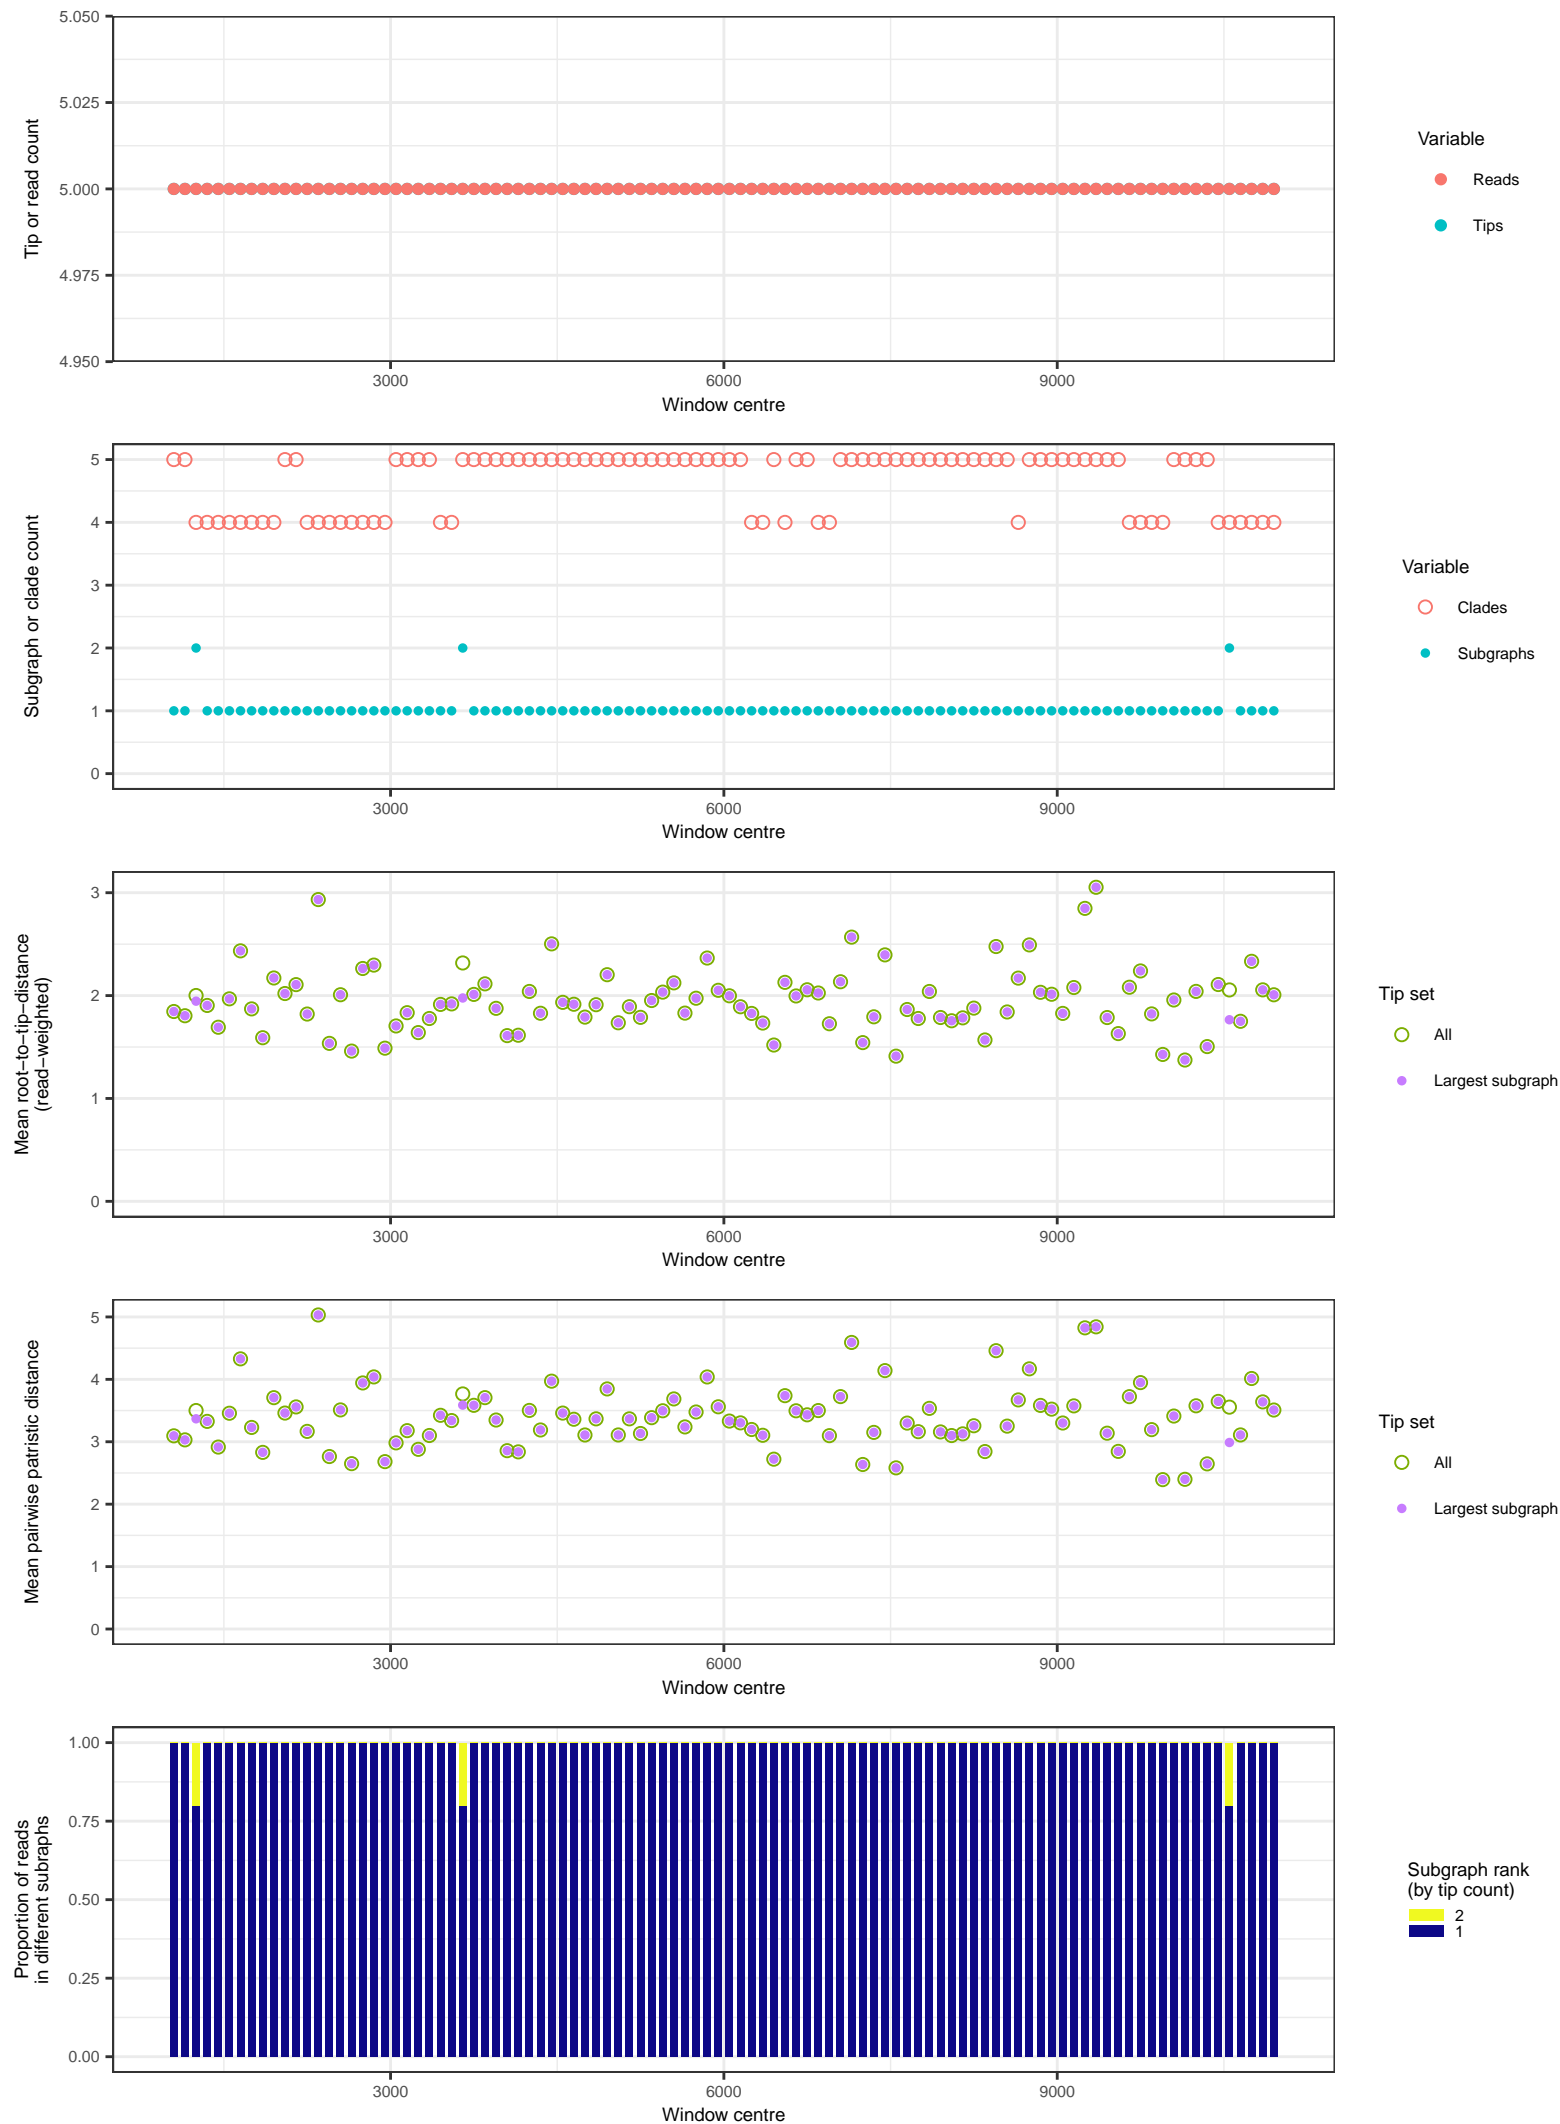 5.050
5.025
5.000
4.975
4.950
Tip or read count
3000
6000
9000
Window centre
Variable
Reads
Tips
5
4
3
2
1
0
Subgraph or clade count
3000
6000
9000
Window centre
Variable
Clades
Subgraphs
3
2
1
0
Mean root−to−tip−distance
(read−weighted)
3000
6000
9000
Window centre
Tip set
All
Largest subgraph
5
4
3
2
1
0
Mean pairwise patristic distance
3000
6000
9000
Window centre
Tip set
All
Largest subgraph
1.00
0.75
0.50
0.25
0.00
Proportion of reads
in different subraphs
3000
6000
9000
Window centre
Subgraph rank
(by tip count)
2
1